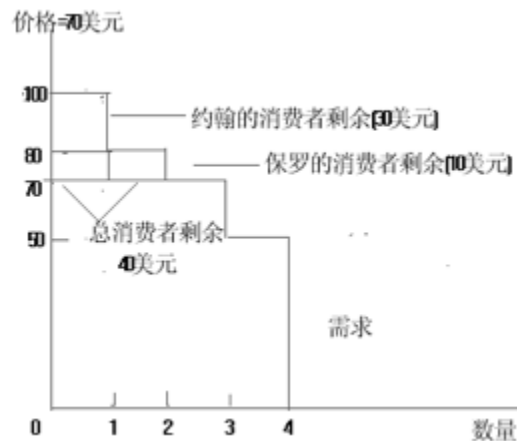 价格=70美元
100
约翰的消费者剩余(30美元)
80
保罗的消费者剩余(10美元)
70
总消费者剩余
40美元
50
需求
0 1 2 3 4 数量